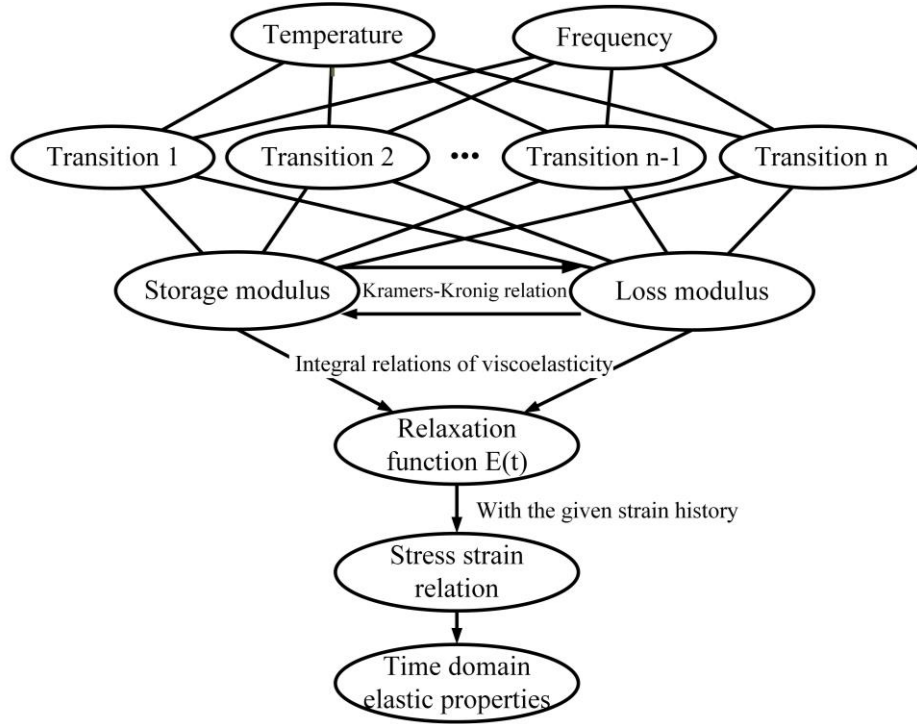 Temperature
Frequency
Transition 1
Transition 2
...
Transition n-1
Transition n
Storage modulus
Kramers-Kronig relation
Loss modulus
Integral relations of viscoelasticity
Relaxation
function E(t)
With the given strain history
Stress strain
relation
Time domain
elastic properties